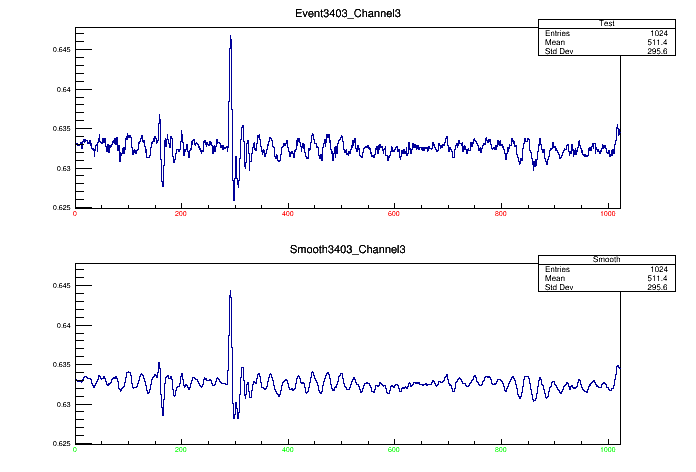 Event3403_Channel3
Test
Entries 1024
Mean 511.4
Std Dev 295.6
0.645
0.64
0.635
0.63
0.625
0 200 400 600 800 1000
Smooth3403_Channel3
Smooth
Entries 1024
Mean 511.4
Std Dev 295.6
0.645
0.64
0.635
0.63
0.625
0 200 400 600 800 1000